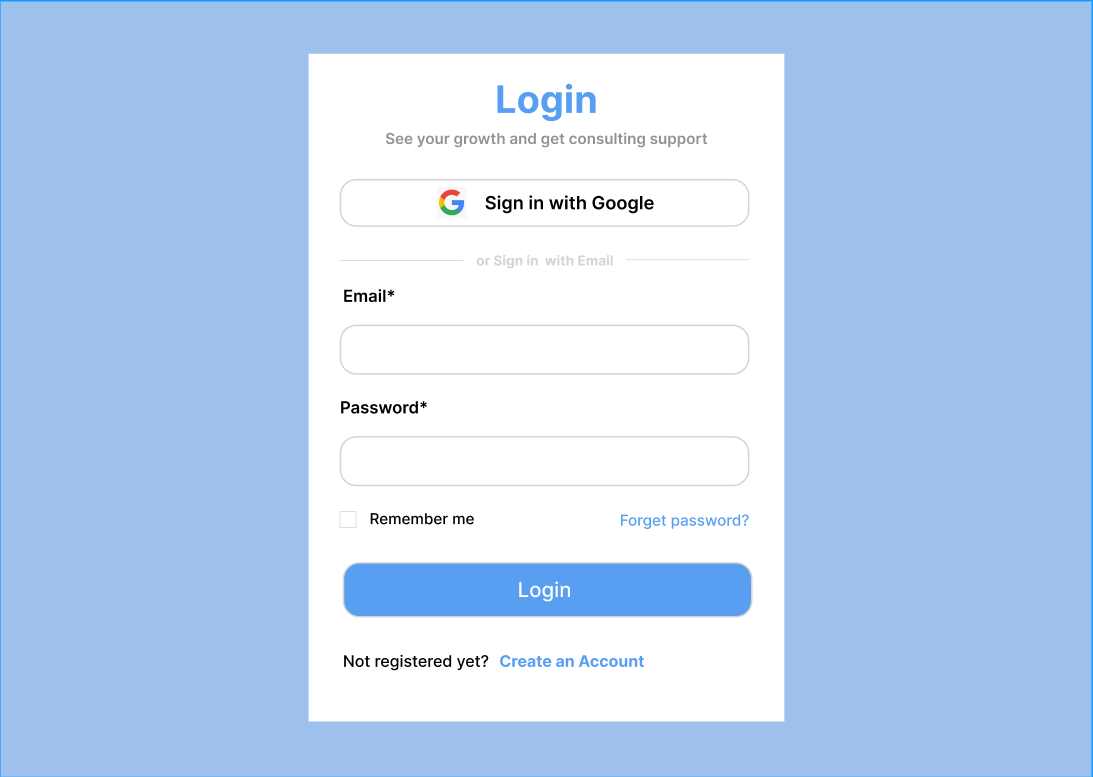 Login
See your growth and get consulting support
Sign in with Google
or Sign in  with Email
Email*
Password*
Remember me
Forget password?
Login
Not registered yet? Create an Account